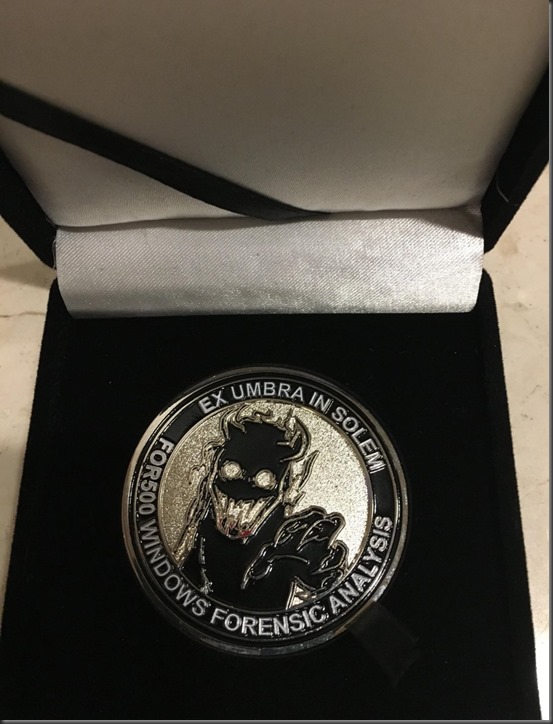 EX UMBRA IN SOLEM
FOR500 WINDOWS FORENSIC ANALYSIS